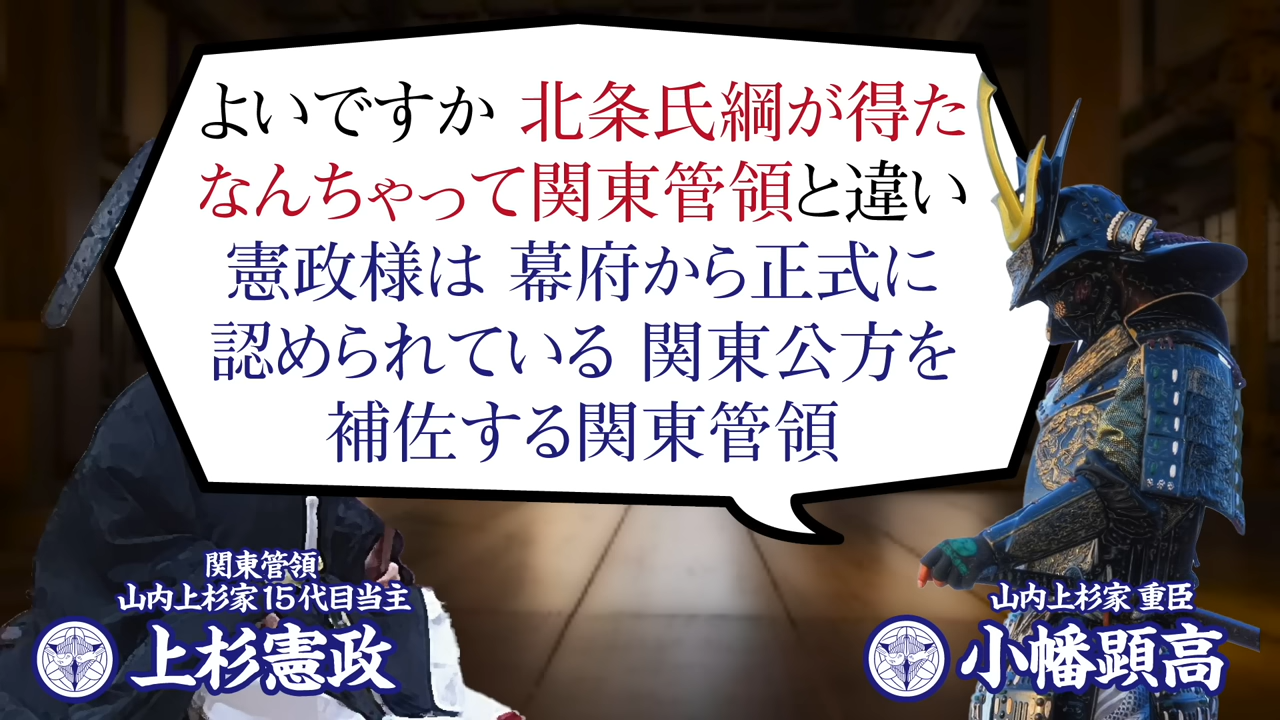 よいですか 北条氏綱が得た
なんちゃって関東管領と違い
憲政様は 幕府から正式に
認められている 関東公方を
補佐する関東管領
関東管領
山内上杉家15代目当主
上杉憲政
山内上杉家 重臣
小幡顕高